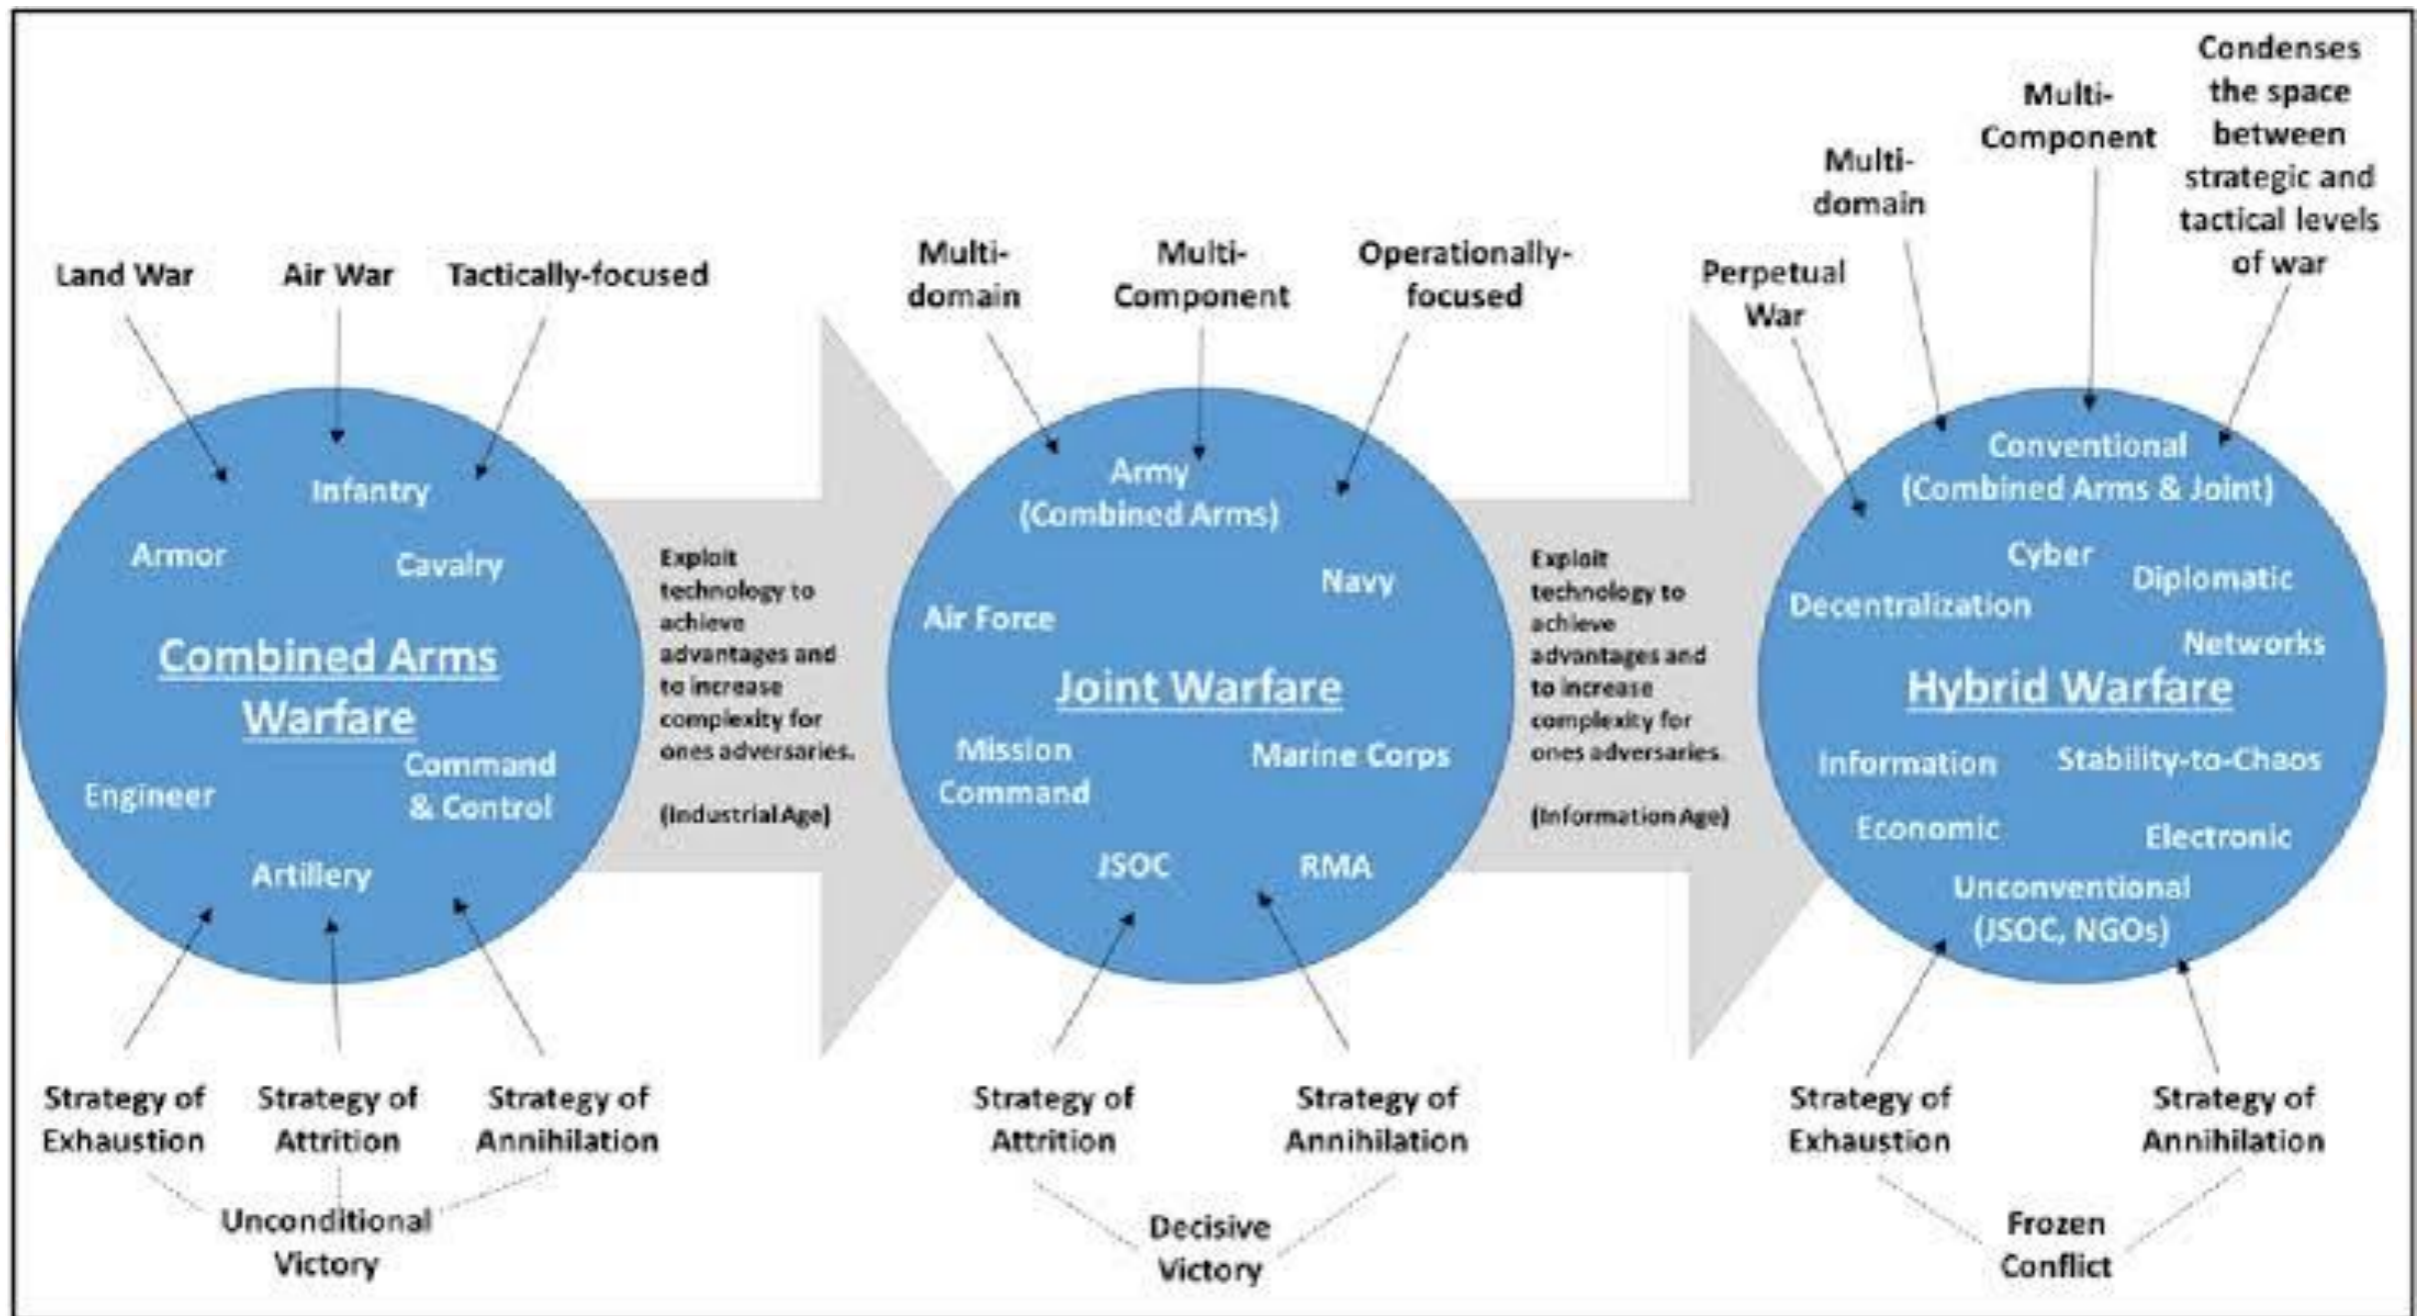 Land War
Air War
Tactically-focused
Infantry
Armor
Cavalry
Combined Arms
Warfare
Command
& Control
Engineer
Artillery
Strategy of
Exhaustion
Strategy of
Attrition
Strategy of
Annihilation
Unconditional
Victory
Exploit
technology to
achieve
advantages and
to increase
complexity for
ones adversaries.
(Industrial Age)
Multi-
domain
Multi-
Component
Operationally-
focused
Army
(Combined Arms)
Navy
Air Force
Joint Warfare
Mission
Command
Marine Corps
JSOC
RMA
Strategy of
Attrition
Strategy of
Annihilation
Decisive
Victory
Exploit
technology to
achieve
advantages and
to increase
complexity for
ones adversaries.
(Information Age)
Perpetual
War
Multi-
domain
Multi-
Component
Condenses
the space
between
strategic and
tactical levels
of war
Conventional
(Combined Arms & Joint)
Cyber
Diplomatic
Decentralization
Networks
Hybrid Warfare
Information
Stability-to-Chaos
Economic
Electronic
Unconventional
(JSOC, NGOs)
Strategy of
Exhaustion
Strategy of
Annihilation
Frozen
Conflict